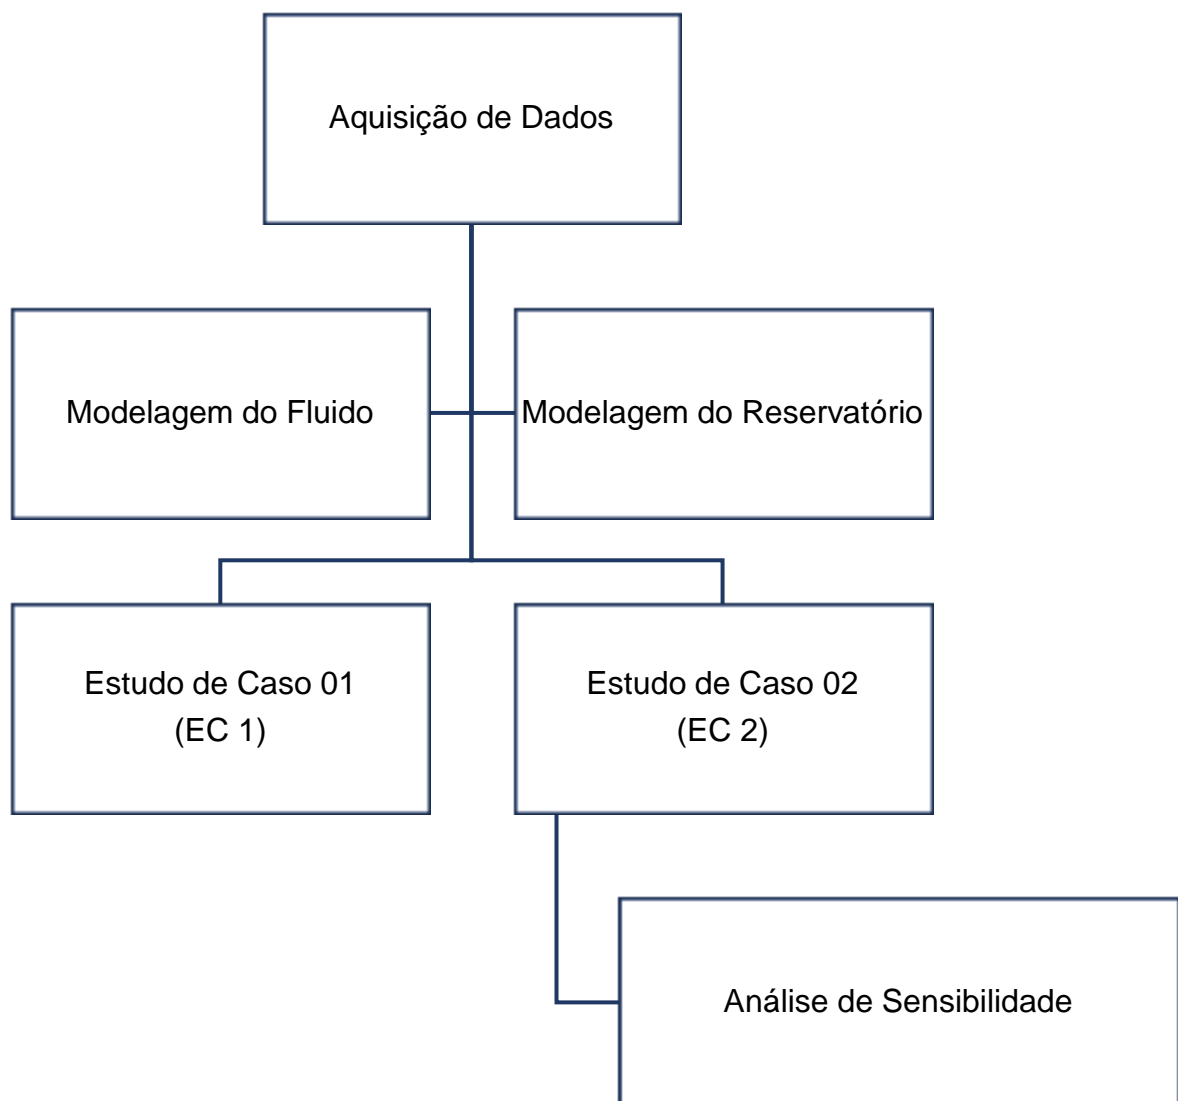 Aquisição de Dados
Modelagem do Fluido
Modelagem do Reservatório
Estudo de Caso 01
(EC 1)
Estudo de Caso 02
(EC 2)
Análise de Sensibilidade